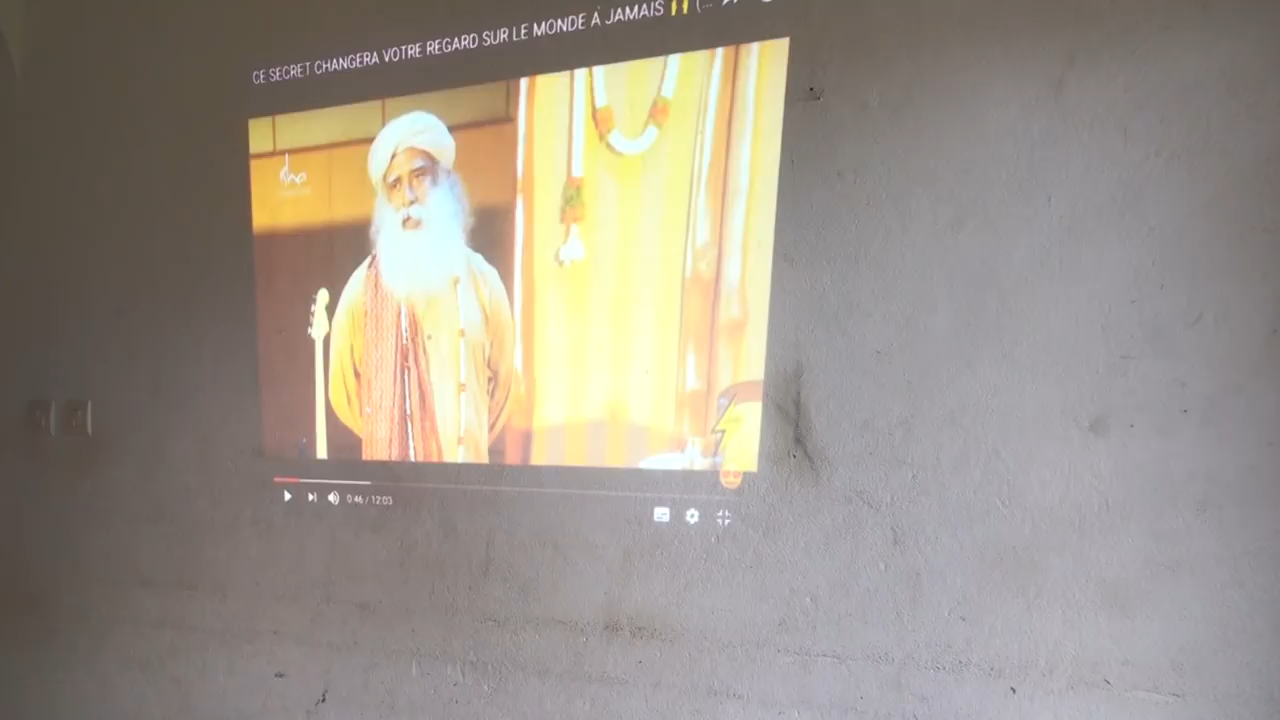 CE SECRET CHANGERA VOTRE REGARD SUR LE MONDE À JAMAIS 🙌 (...
0:46 / 12:03